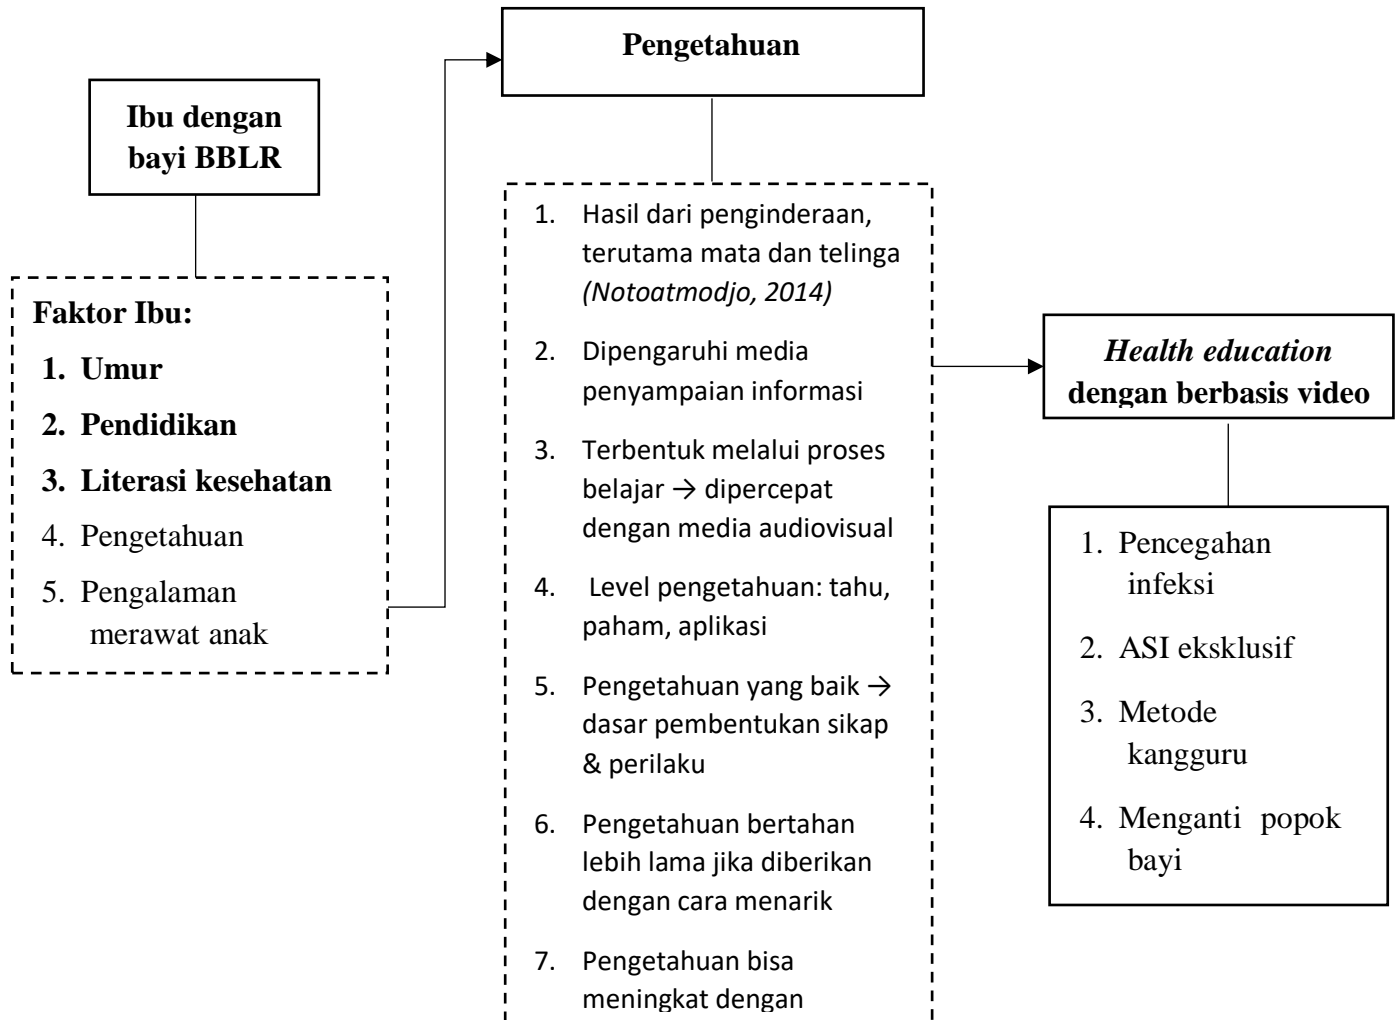 Pengetahuan
Ibu dengan
bayi BBLR
Faktor Ibu:
1. Umur
2. Pendidikan
3. Literasi kesehatan
4. Pengetahuan
5. Pengalaman
merawat anak
1. Hasil dari penginderaan,
terutama mata dan telinga
(Notoatmodjo, 2014)
2. Dipengaruhi media
penyampaian informasi
3. Terbentuk melalui proses
belajar → dipercepat
dengan media audiovisual
4. Level pengetahuan: tahu,
paham, aplikasi
5. Pengetahuan yang baik →
dasar pembentukan sikap
& perilaku
6. Pengetahuan bertahan
lebih lama jika diberikan
dengan cara menarik
7. Pengetahuan bisa
meningkat dengan
Health education
dengan berbasis video
1. Pencegahan
infeksi
2. ASI eksklusif
3. Metode
kangguru
4. Menganti popok
bayi